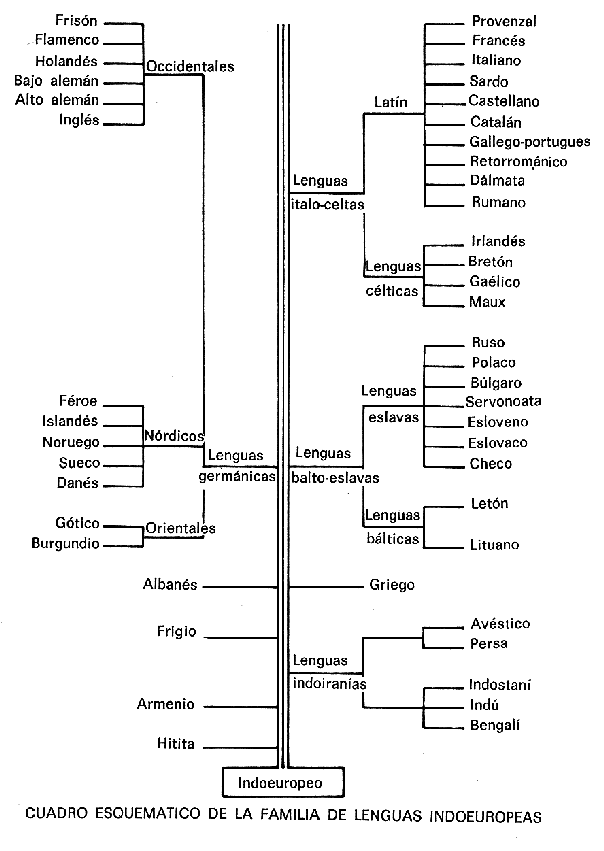 Frisón
Flamenco
Holandés
Bajo alemán
Alto alemán
Inglés
Occidentales
Provenzal
Francés
Italiano
Sardo
Castellano
Catalán
Gallego-portugues
Retorrománico
Dálmata
Rumano
Latín
Lenguas
italo-celtas
Irlandés
Bretón
Gaélico
Maux
Lenguas
célticas
Féroe
Islandés
Noruego
Sueco
Danés
Nórdicos
Gótico
Burgundio
Orientales
Lenguas
germánicas
Ruso
Polaco
Búlgaro
Servoncata
Esloveno
Eslovaco
Checo
Lenguas
eslavas
Lenguas
balto-eslavas
Lenguas
bálticas
Letón
Lituano
Albanés
Griego
Frigio
Avéstico
Persa
Lenguas
indoiranías
Indostaní
Indú
Bengalí
Armenio
Hitita
Indoeuropeo
CUADRO ESQUEMATICO DE LA FAMILIA DE LENGUAS INDOEUROPEAS